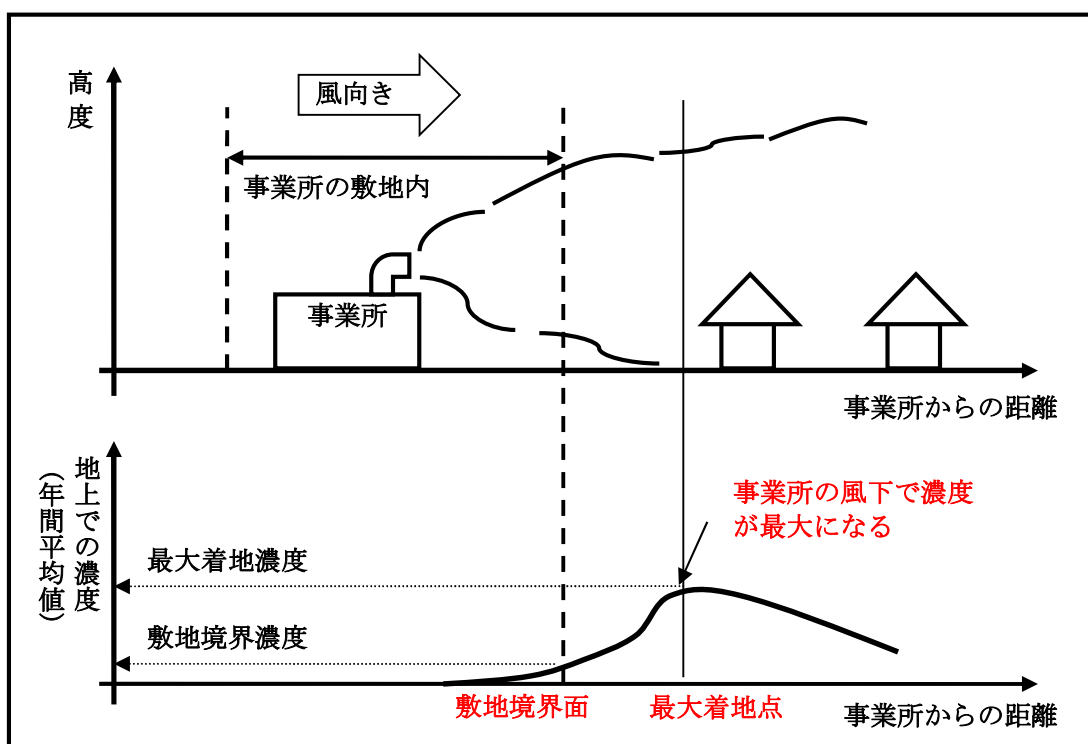 高度
風向き
事業所の敷地内
事業所
事業所からの距離
地上での濃度
（年間平均値）
事業所の風下で濃度
が最大になる
最大着地濃度
敷地境界濃度
敷地境界面
最大着地点
事業所からの距離